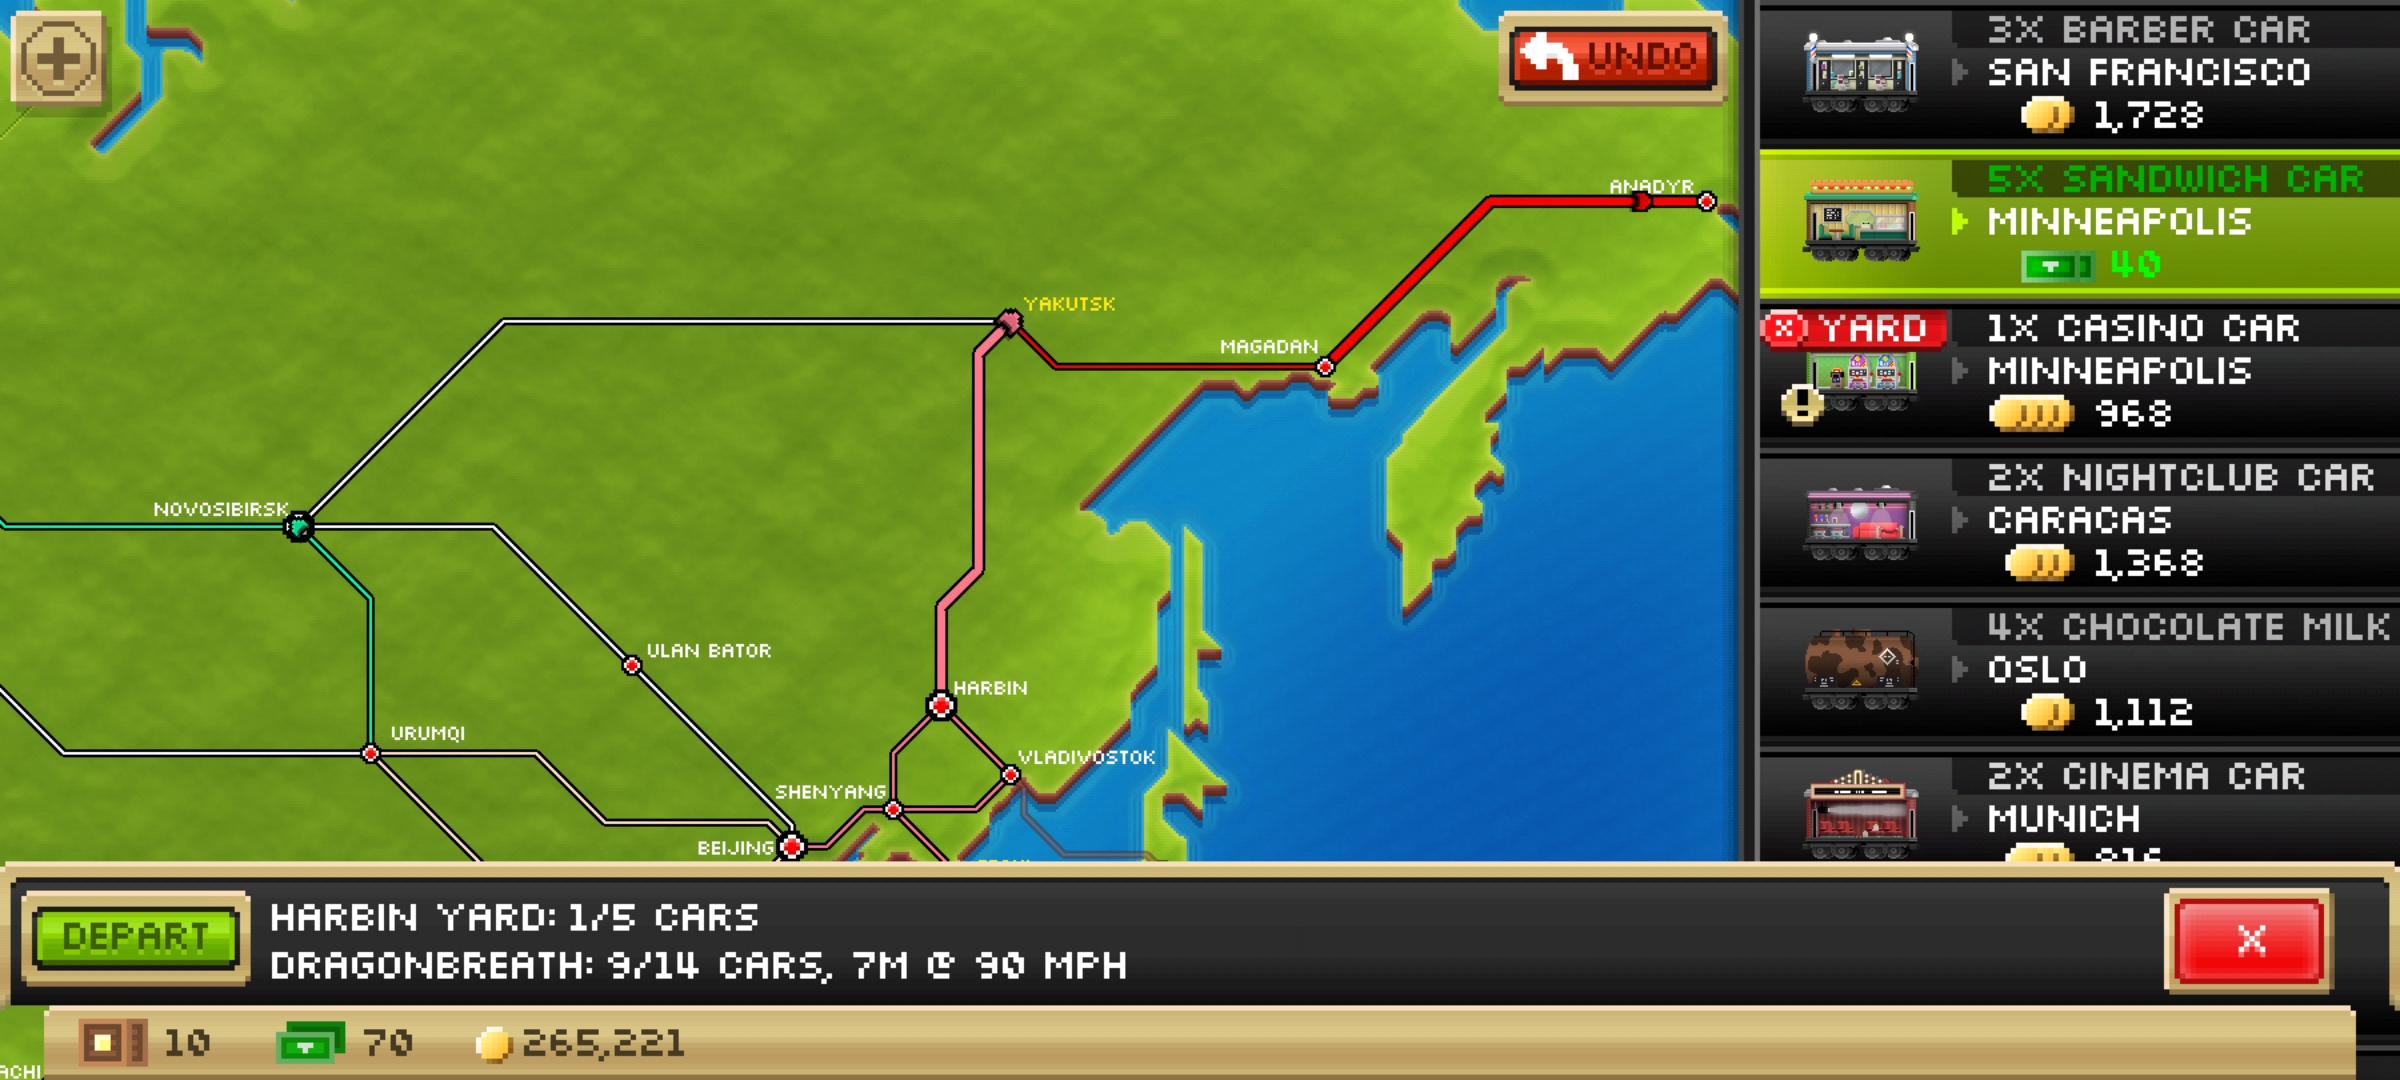 UNDO
ANADYR
YAKUTSK
MAGADAN
NOVOSIBIRSK
ULAN BATOR
HARBIN
URUMQI
VLADIVOSTOK
SHENYANG
BEIJING
3X BARBER CAR
SAN FRANCISCO
1,728
5X SANDWICH CAR
MINNEAPOLIS
40
YARD
1X CASINO CAR
MINNEAPOLIS
968
2X NIGHTCLUB CAR
CARACAS
1,368
4X CHOCOLATE MILK
OSLO
1,112
2X CINEMA CAR
MUNICH
DEPART
HARBIN YARD: 1/5 CARS
DRAGONBREATH: 9/14 CARS, 7M @ 90 MPH
X
10
70
265,221
ACHI